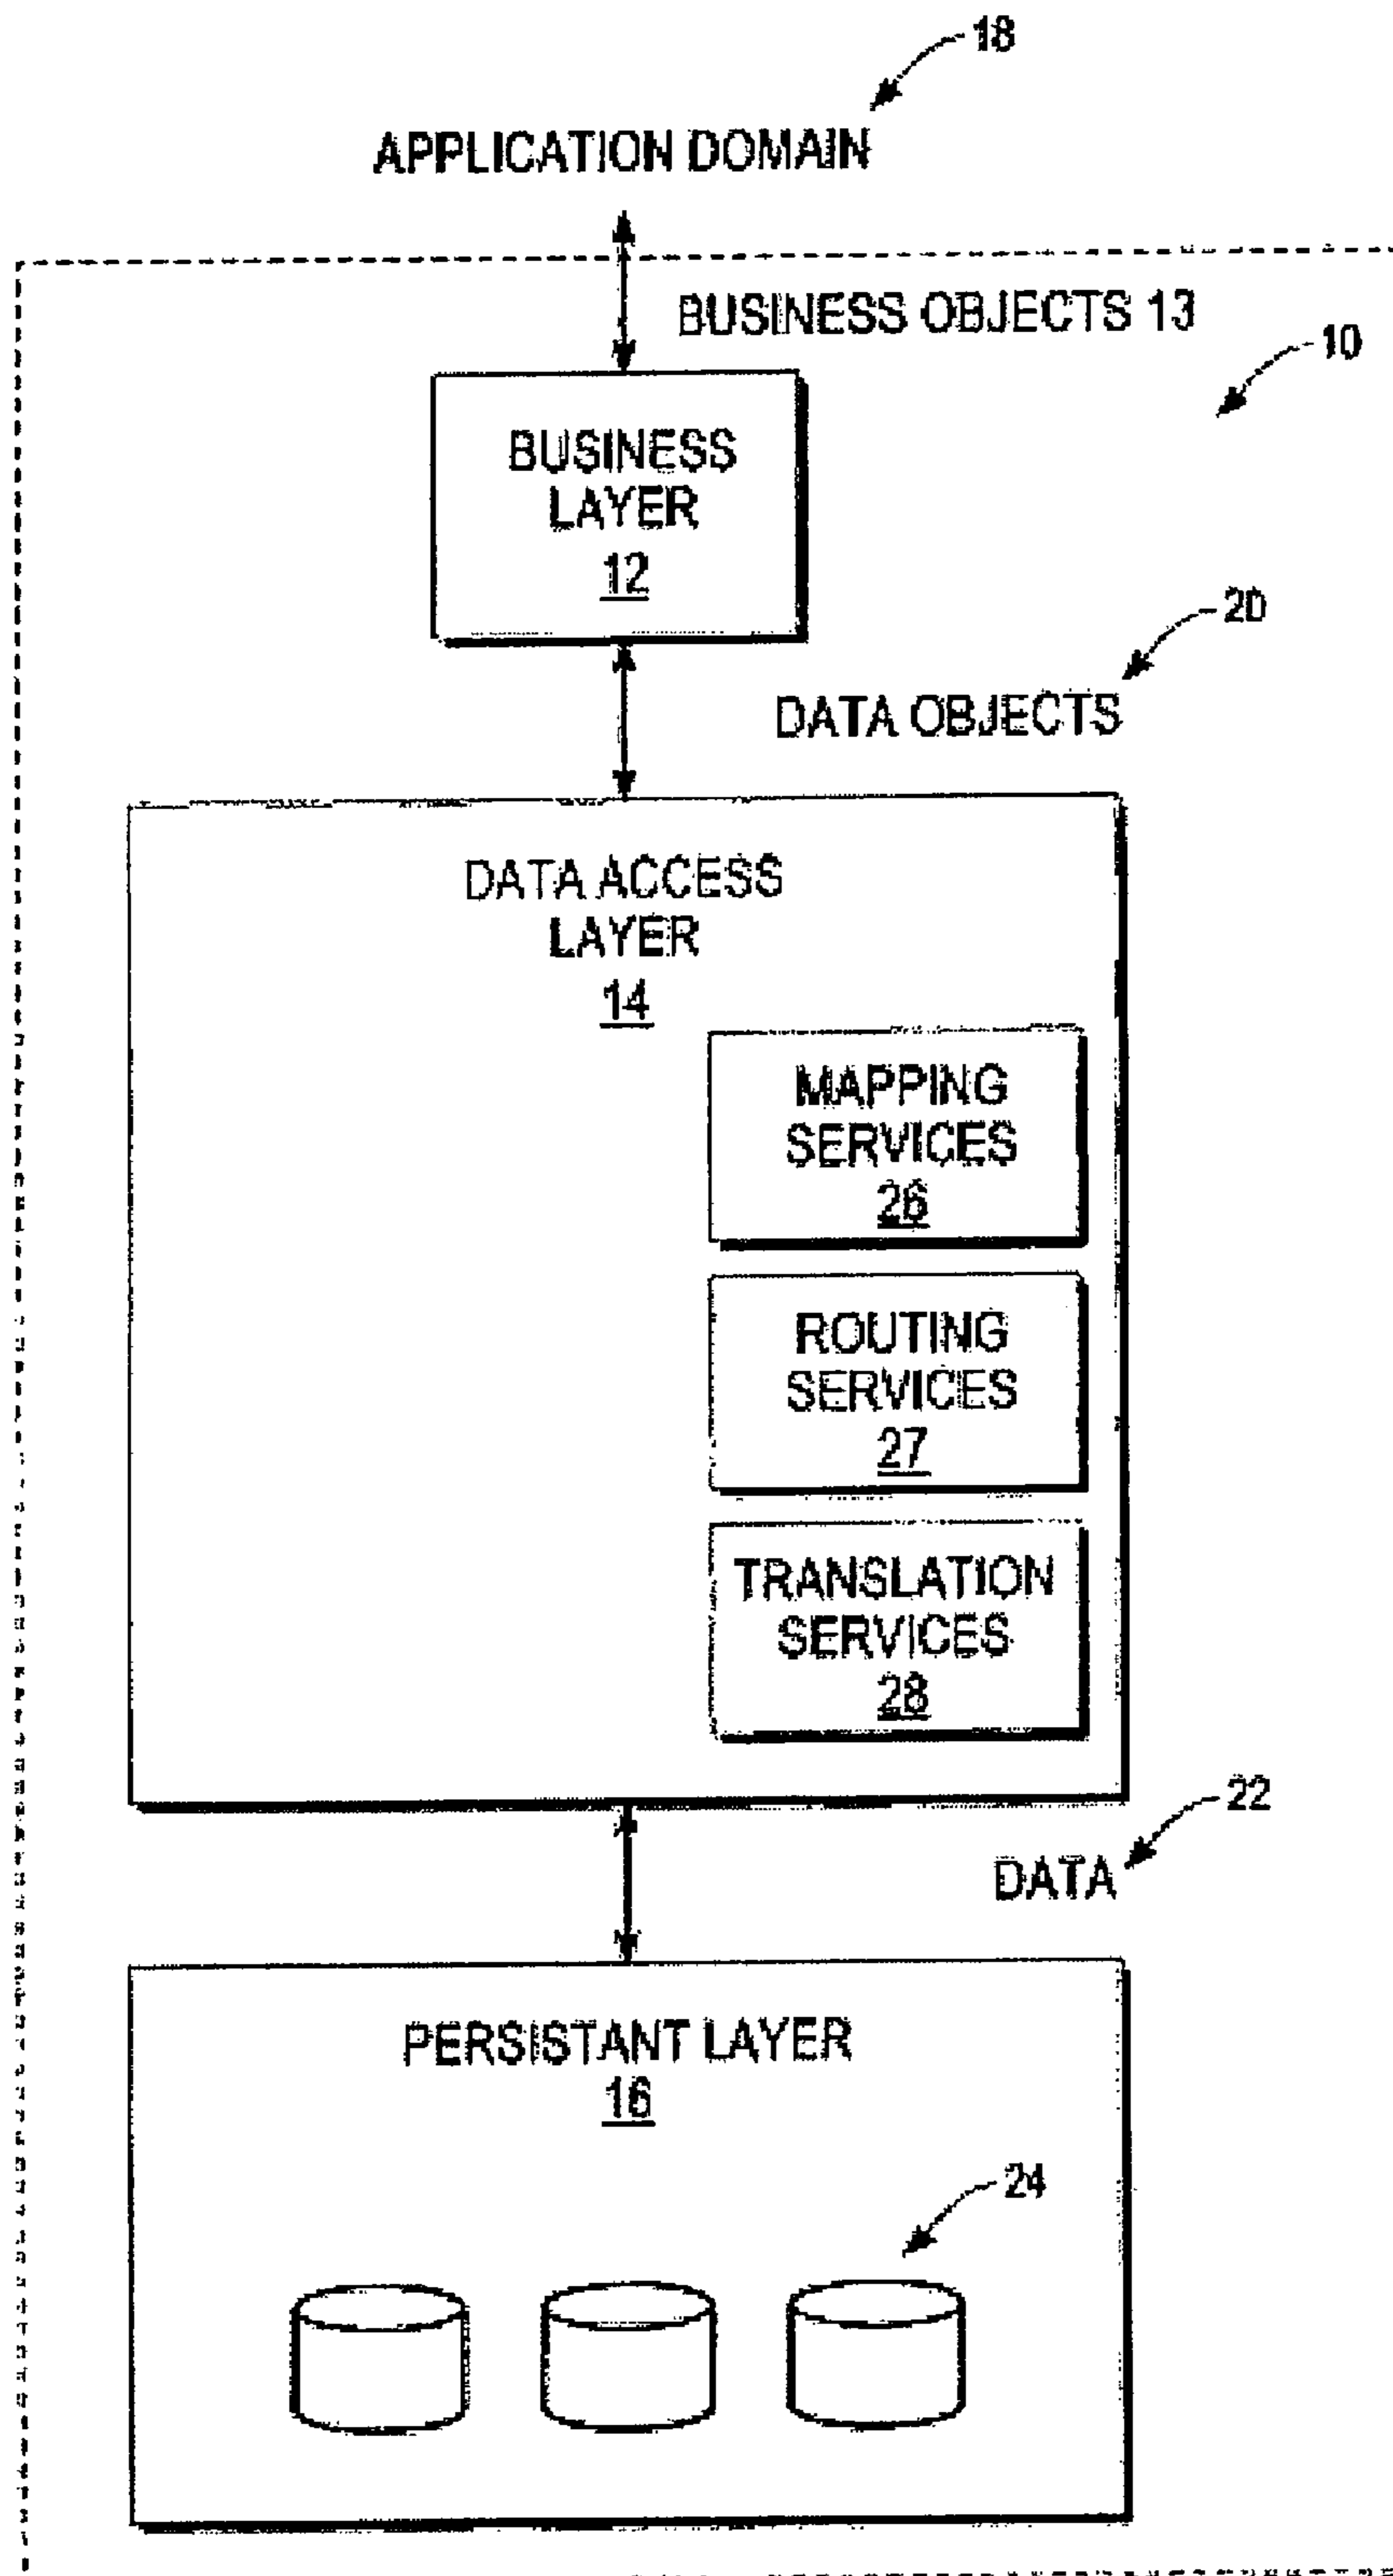 18
APPLICATION DOMAIN
BUSINESS OBJECTS 13
10
BUSINESS
LAYER
12
20
DATA OBJECTS
DATA ACCESS
LAYER
14
MAPPING
SERVICES
26
ROUTING
SERVICES
27
TRANSLATION
SERVICES
28
22
DATA
PERSISTANT LAYER
16
24